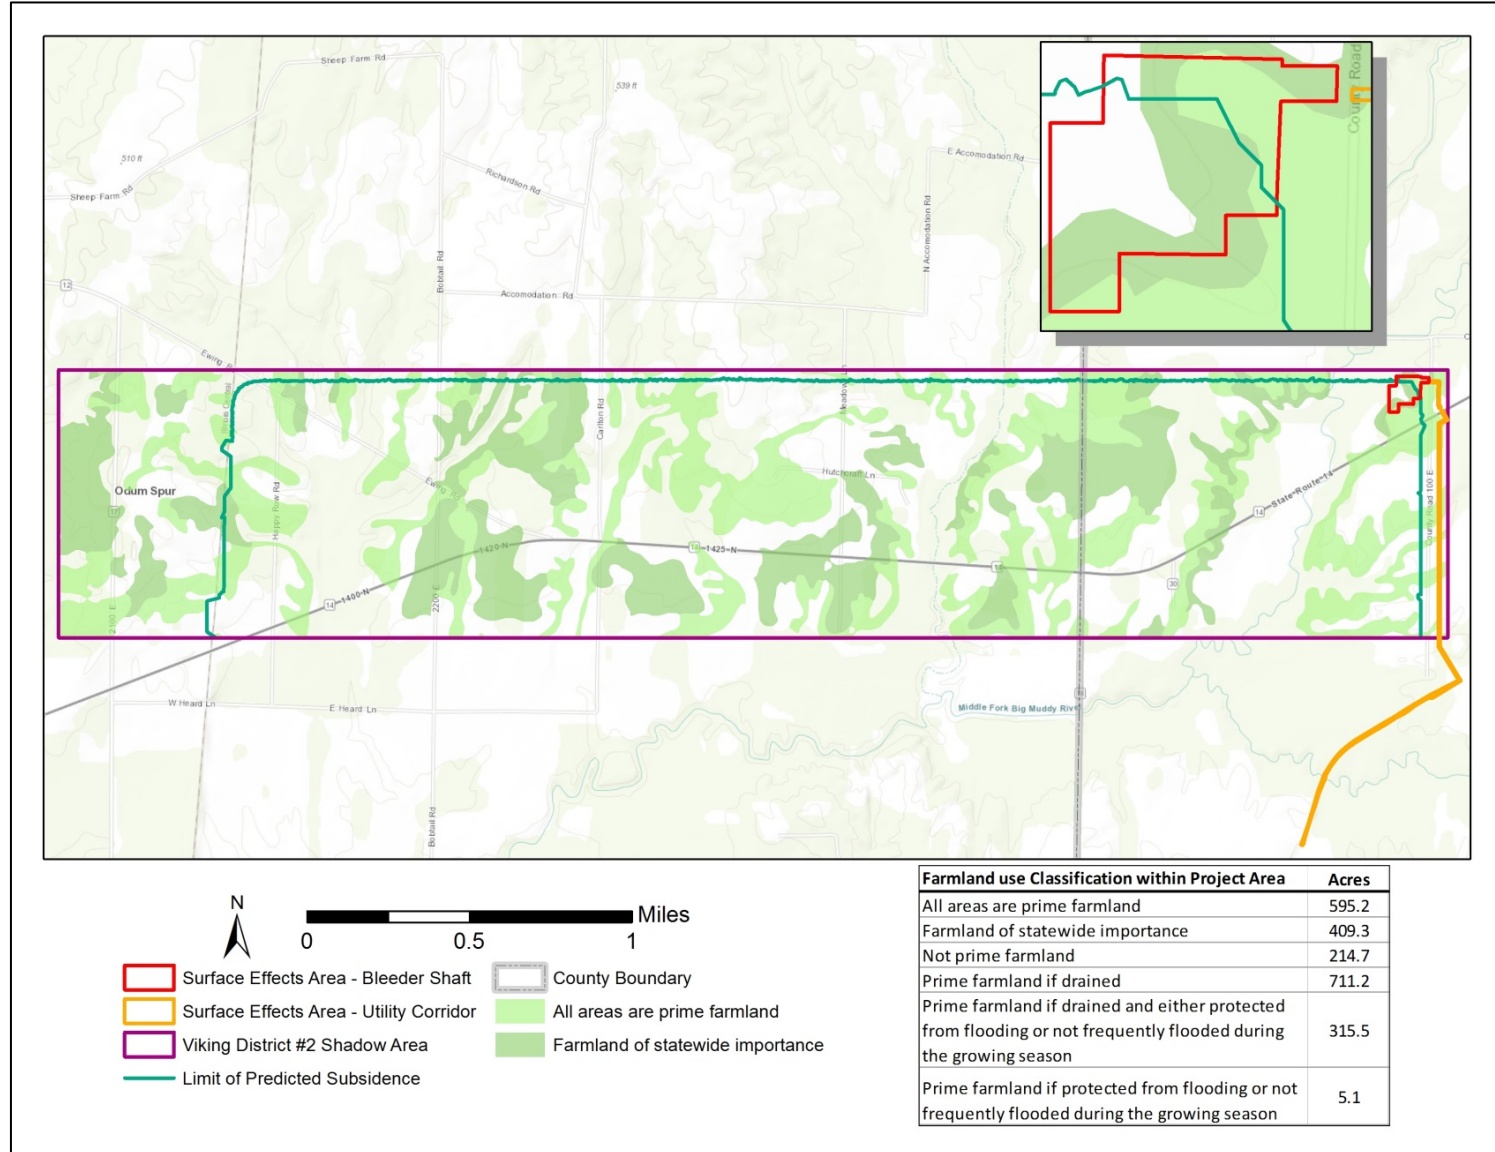 Sheep Farm Rd
539 ft
510 ft
Sheep Farm Rd
Richardson Rd
E Accomodation Rd
N Accomodation Rd
Bobtail Rd
Accomodation Rd
12
County Road
Ewing
Carlton Rd
Odum Spur
17
Happy Row Rd
Hutchcraft Ln
State-Route-14
14
County Road 100 E
1420-N
14
1425-N
14
30
14
1400-N
2200 E
2100 E
W Heard Ln
E Heard Ln
Middle Fork Big Muddy River
18
Bobtail Rd
N
Miles
0
0.5
1
Surface Effects Area - Bleeder Shaft
Surface Effects Area - Utility Corridor
Viking District #2 Shadow Area
Limit of Predicted Subsidence
County Boundary
All areas are prime farmland
Farmland of statewide importance
Farmland use Classification within Project Area Acres
All areas are prime farmland 595.2
Farmland of statewide importance 409.3
Not prime farmland 214.7
Prime farmland if drained 711.2
Prime farmland if drained and either protected
from flooding or not frequently flooded during 315.5
the growing season
Prime farmland if protected from flooding or not
frequently flooded during the growing season 5.1